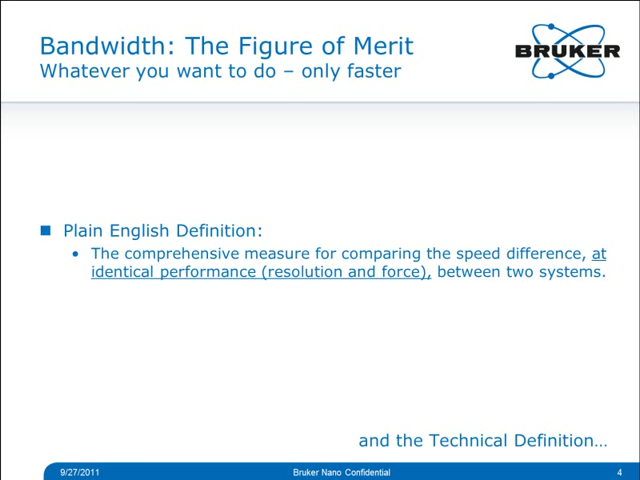 Bandwidth: The Figure of Merit
Whatever you want to do – only faster
BRUKER
Plain English Definition:
The comprehensive measure for comparing the speed difference, at
identical performance (resolution and force), between two systems.
and the Technical Definition…
9/27/2011 Bruker Nano Confidential 4